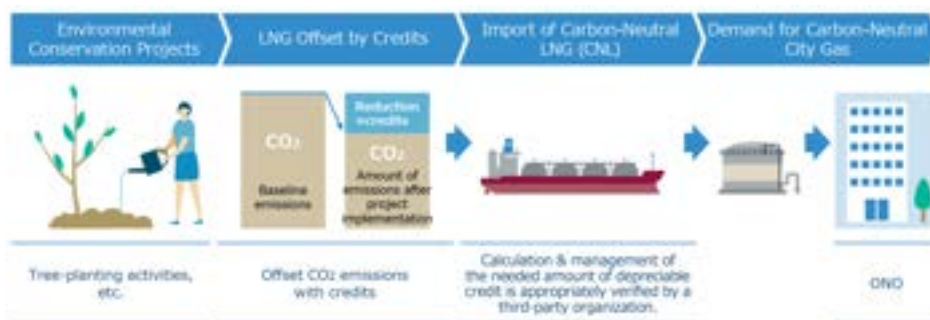 Environmental
Conservation Projects
LNG Offset by Credits
Import of Carbon-Neutral
LNG (CNL)
Demand for Carbon-Neutral
City Gas
CO₂
Baseline
emissions
Reduction
=credits
CO₂
Amount of
emissions after
project
implementation
Tree-planting activities,
etc.
Offset CO₂ emissions
with credits
Calculation & management of
the needed amount of depreciable
credit is appropriately verified by a
third-party organization.
ONO